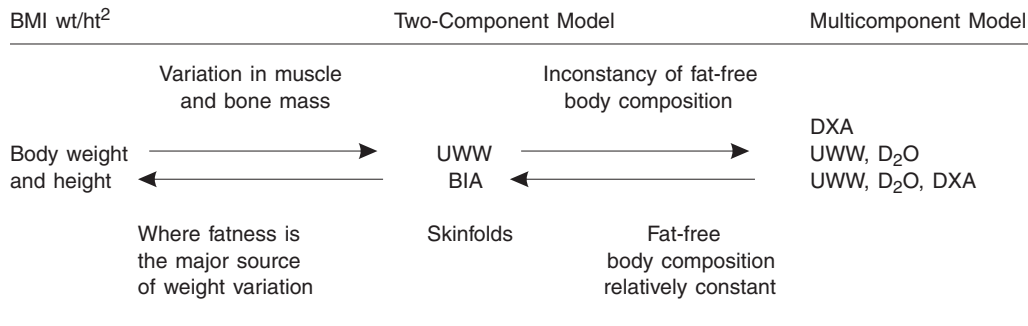 BMI wt/ht² Two-Component Model Multicomponent Model
Variation in muscle
and bone mass
Inconstancy of fat-free
body composition
Body weight
and height
UWW
BIA
Skinfolds
DXA
UWW, D₂O
UWW, D₂O, DXA
Where fatness is
the major source
of weight variation
Fat-free
body composition
relatively constant